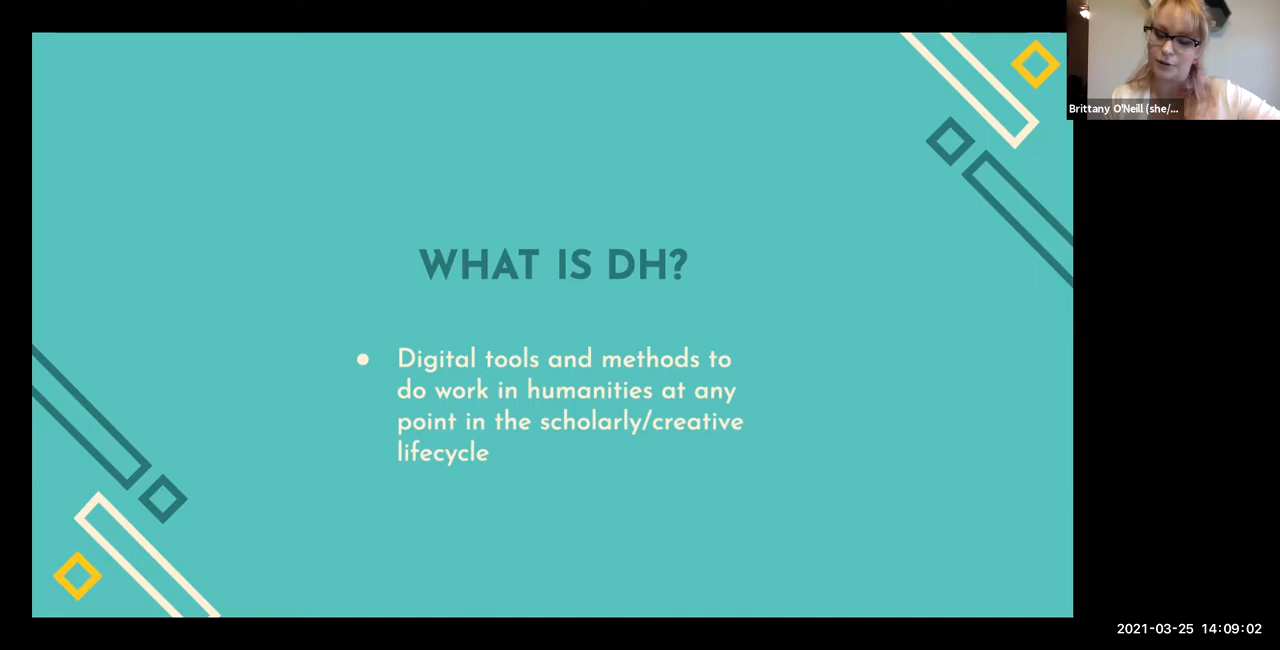 Brittany O'Neill (she/...
WHAT IS DH?
● Digital tools and methods to
do work in humanities at any
point in the scholarly/creative
lifecycle
2021-03-25 14:09:02